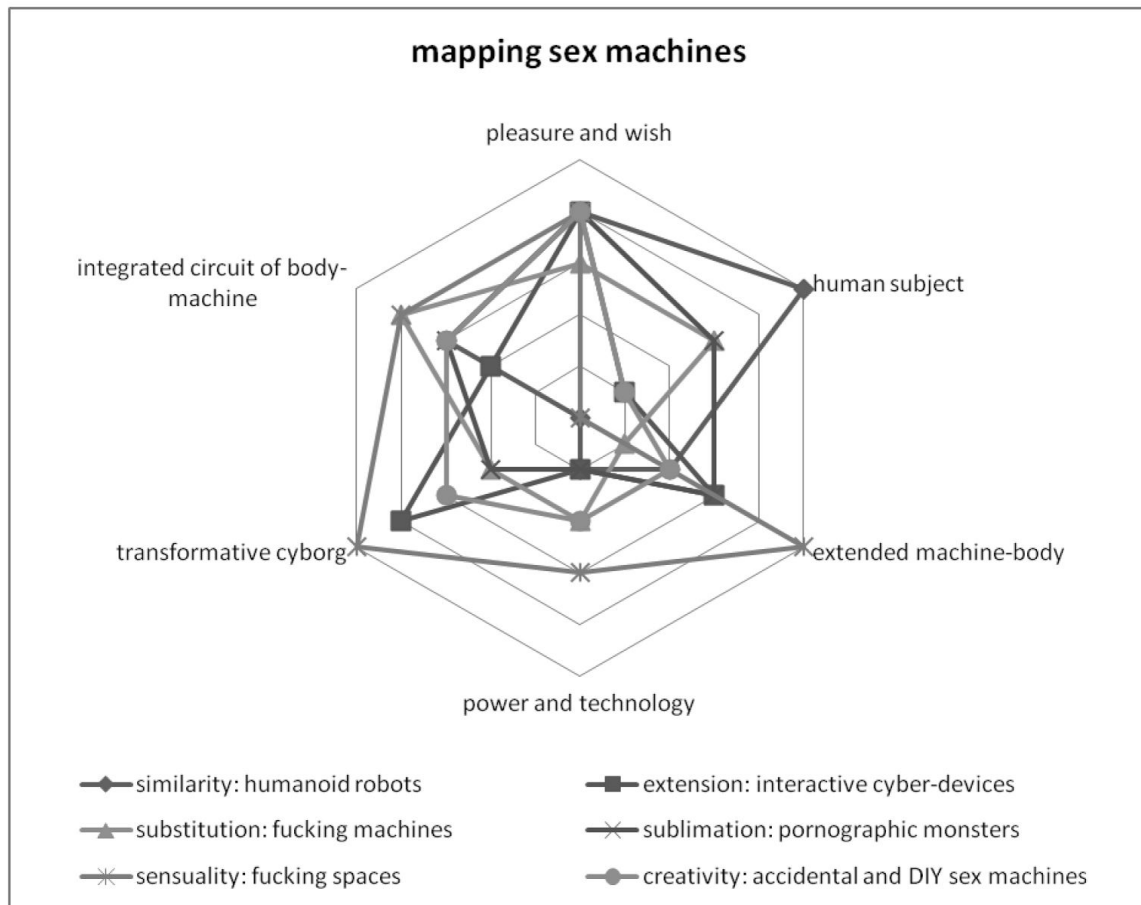 mapping sex machines
pleasure and wish
integrated circuit of body-
machine
human subject
transformative cyborg
extended machine-body
power and technology
similarity: humanoid robots
extension: interactive cyber-devices
substitution: fucking machines
sublimation: pornographic monsters
sensuality: fucking spaces
creativity: accidental and DIY sex machines